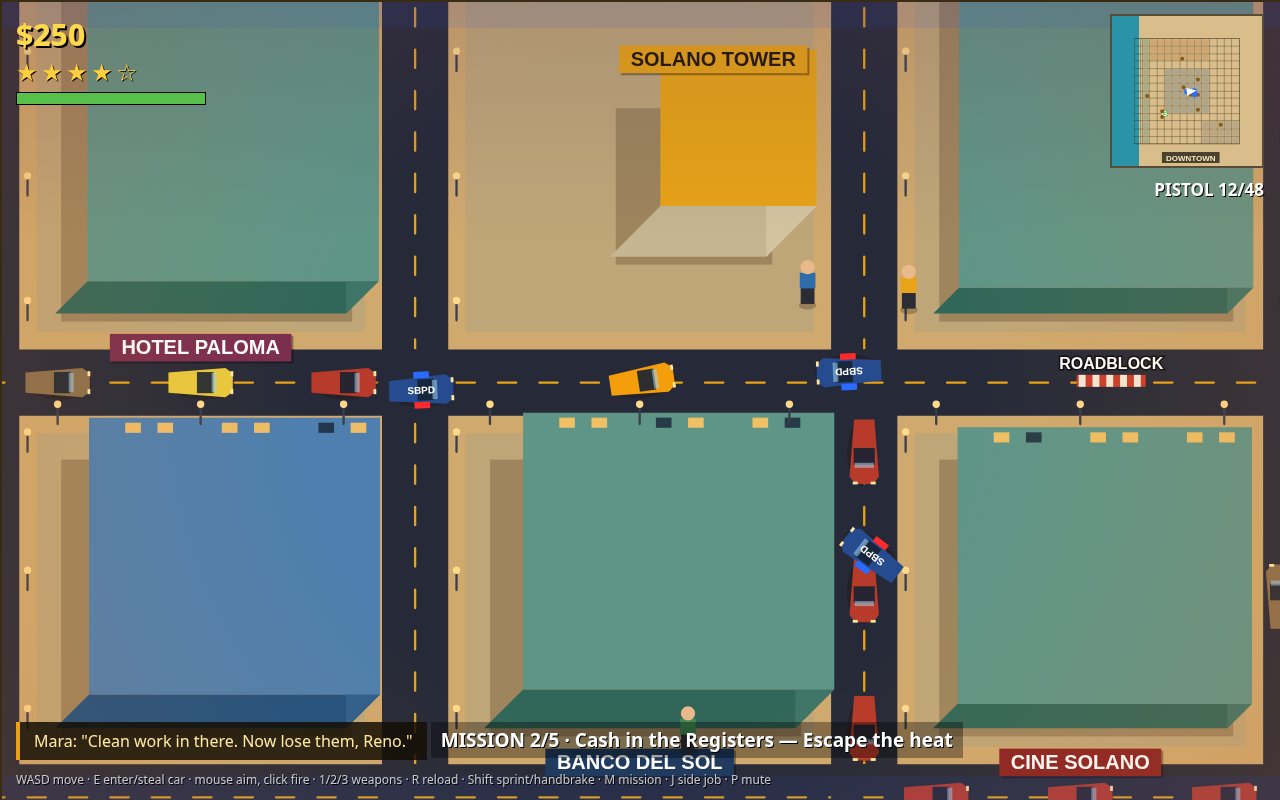 $250
★★★★☆
SOLANO TOWER
DOWNTOWN
PISTOL 12/48
HOTEL PALOMA
ROADBLOCK
SBPD
SBPD
SBPD
Mara: "Clean work in there. Now lose them, Reno."
MISSION 2/5 · Cash in the Registers — Escape the heat
BANCO DEL SOL
CINE SOLANO
WASD move · E enter/steal car · mouse aim, click fire · 1/2/3 weapons · R reload · Shift sprint/handbrake · M mission · J side job · P mute